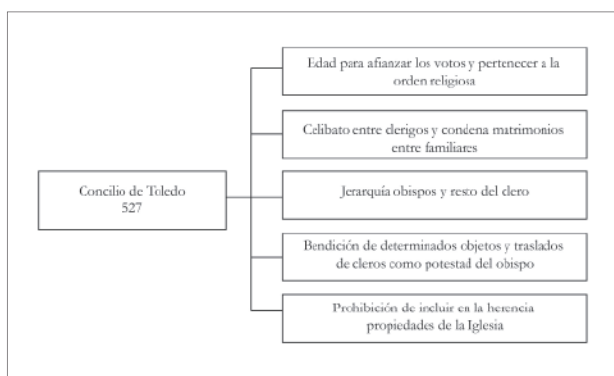 Edad para afianzar los votos y pertenecer a la
orden religiosa
Celibato entre clerigos y condena matrimonios
entre familiares
Concilio de Toledo
527
Jerarquía obispos y resto del clero
Bendición de determinados objetos y traslados
de cleros como potestad del obispo
Prohibición de incluir en la herencia
propiedades de la Iglesia